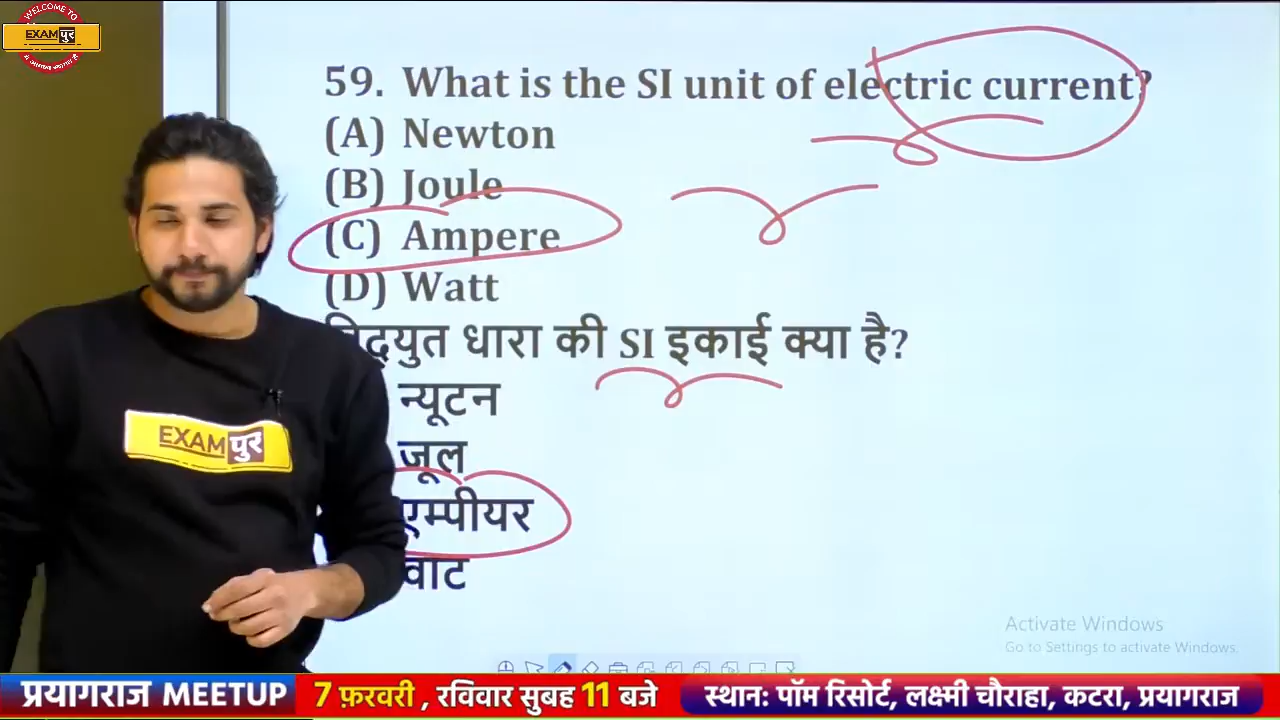 WELCOME TO
EXAMपुर
59. What is the SI unit of electric current?
(A) Newton
(B) Joule
(C) Ampere
(D) Watt
विद्युत धारा की SI इकाई क्या है?
न्यूटन
जूल
एम्पीयर
वाट
EXAMपुर
Activate Windows
Go to Settings to activate Windows.
प्रयागराज MEETUP
7 फ़रवरी , रविवार सुबह 11 बजे
स्थान: पॉम रिसोर्ट, लक्ष्मी चौराहा, कटरा, प्रयागराज